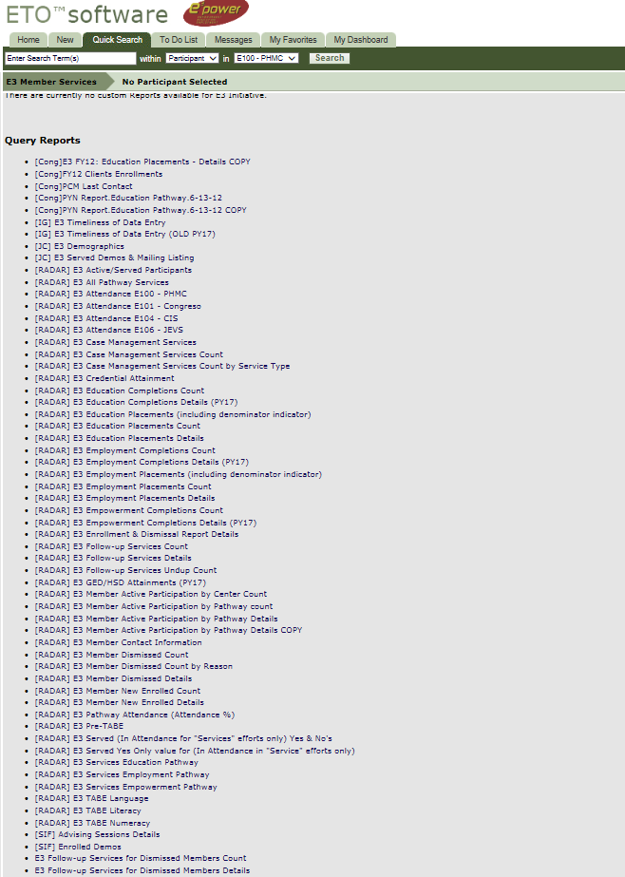 ETO™software
e³power
Home New Quick Search To Do List Messages My Favorites My Dashboard
Enter Search Term(s) within Participant in E100 - PHMC Search
E3 Member Services No Participant Selected
There are currently no custom Reports available for E3 Initiative.
Query Reports
[Cong]E3 FY12: Education Placements - Details COPY
[Cong]FY12 Clients Enrollments
[Cong]PCM Last Contact
[Cong]PYN Report.Education Pathway.6-13-12
[Cong]PYN Report.Education Pathway.6-13-12 COPY
[IG] E3 Timeliness of Data Entry
[IG] E3 Timeliness of Data Entry (OLD PY17)
[JC] E3 Demographics
[JC] E3 Served Demos & Mailing Listing
[RADAR] E3 Active/Served Participants
[RADAR] E3 All Pathway Services
[RADAR] E3 Attendance E100 - PHMC
[RADAR] E3 Attendance E101 - Congreso
[RADAR] E3 Attendance E104 - CIS
[RADAR] E3 Attendance E106 - JEVS
[RADAR] E3 Case Management Services
[RADAR] E3 Case Management Services Count
[RADAR] E3 Case Management Services Count by Service Type
[RADAR] E3 Credential Attainment
[RADAR] E3 Education Completions Count
[RADAR] E3 Education Completions Details (PY17)
[RADAR] E3 Education Placements (including denominator indicator)
[RADAR] E3 Education Placements Count
[RADAR] E3 Education Placements Details
[RADAR] E3 Employment Completions Count
[RADAR] E3 Employment Completions Details (PY17)
[RADAR] E3 Employment Placements (including denominator indicator)
[RADAR] E3 Employment Placements Count
[RADAR] E3 Employment Placements Details
[RADAR] E3 Empowerment Completions Count
[RADAR] E3 Empowerment Completions Details (PY17)
[RADAR] E3 Enrollment & Dismissal Report Details
[RADAR] E3 Follow-up Services Count
[RADAR] E3 Follow-up Services Details
[RADAR] E3 Follow-up Services Undup Count
[RADAR] E3 GED/HSD Attainments (PY17)
[RADAR] E3 Member Active Participation by Center Count
[RADAR] E3 Member Active Participation by Pathway count
[RADAR] E3 Member Active Participation by Pathway Details
[RADAR] E3 Member Active Participation by Pathway Details COPY
[RADAR] E3 Member Contact Information
[RADAR] E3 Member Dismissed Count
[RADAR] E3 Member Dismissed Count by Reason
[RADAR] E3 Member Dismissed Details
[RADAR] E3 Member New Enrolled Count
[RADAR] E3 Member New Enrolled Details
[RADAR] E3 Pathway Attendance (Attendance %)
[RADAR] E3 Pre-TABE
[RADAR] E3 Served (In Attendance for "Services" efforts only) Yes & No's
[RADAR] E3 Served Yes Only value for (In Attendance in "Service" efforts only)
[RADAR] E3 Services Education Pathway
[RADAR] E3 Services Employment Pathway
[RADAR] E3 Services Empowerment Pathway
[RADAR] E3 TABE Language
[RADAR] E3 TABE Literacy
[RADAR] E3 TABE Numeracy
[SIF] Advising Sessions Details
[SIF] Enrolled Demos
E3 Follow-up Services for Dismissed Members Count
E3 Follow-up Services for Dismissed Members Details